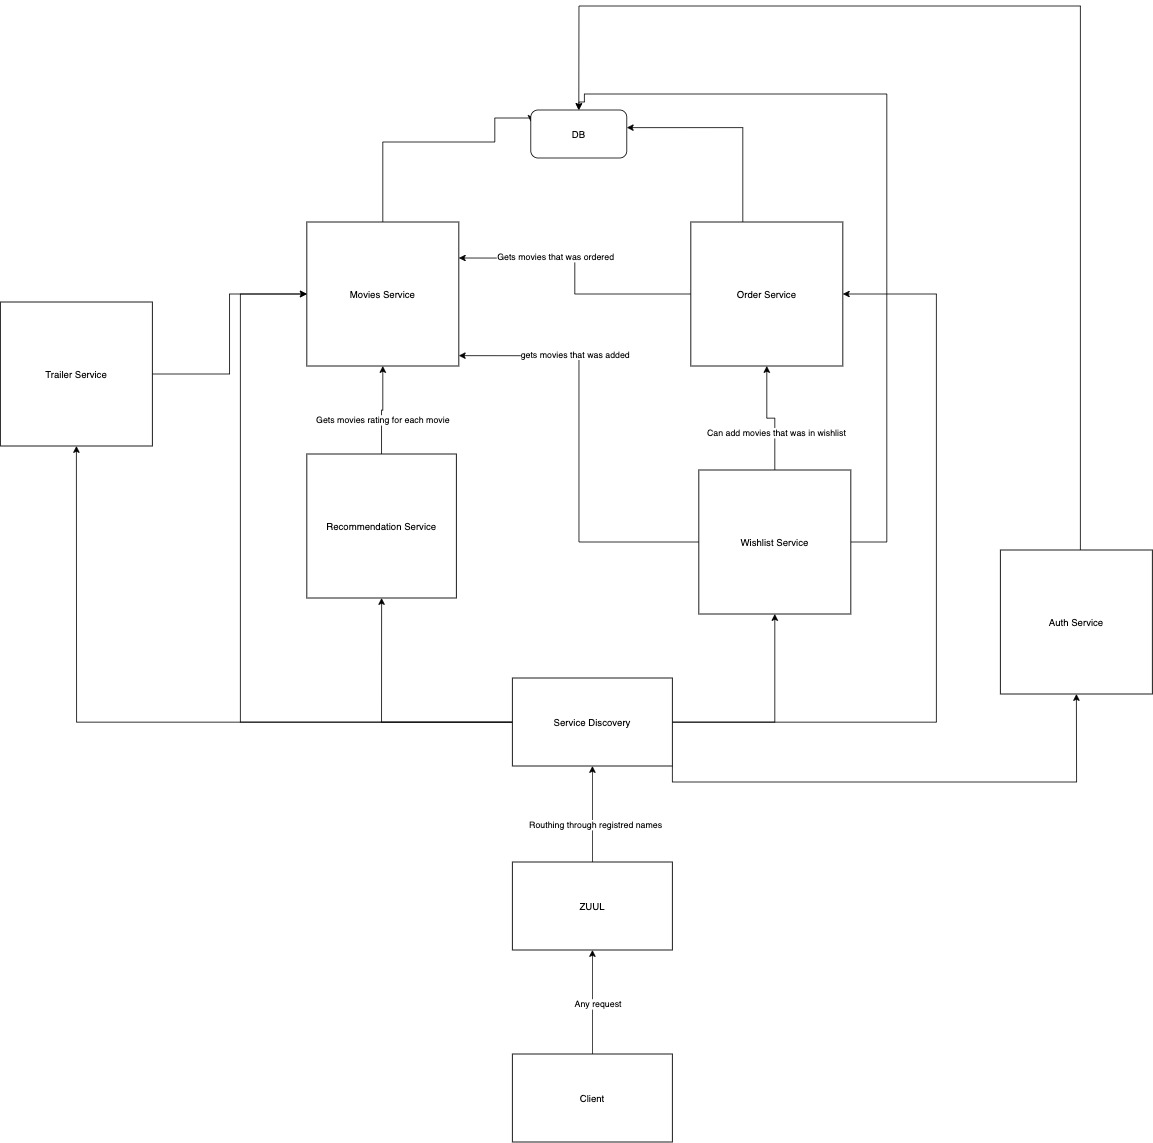 DB
Gets movies that was ordered
Movies Service
Order Service
gets movies that was added
Trailer Service
Gets movies rating for each movie
Can add movies that was in wishlist
Recommendation Service
Wishlist Service
Auth Service
Service Discovery
Routhing through registred names
ZUUL
Any request
Client